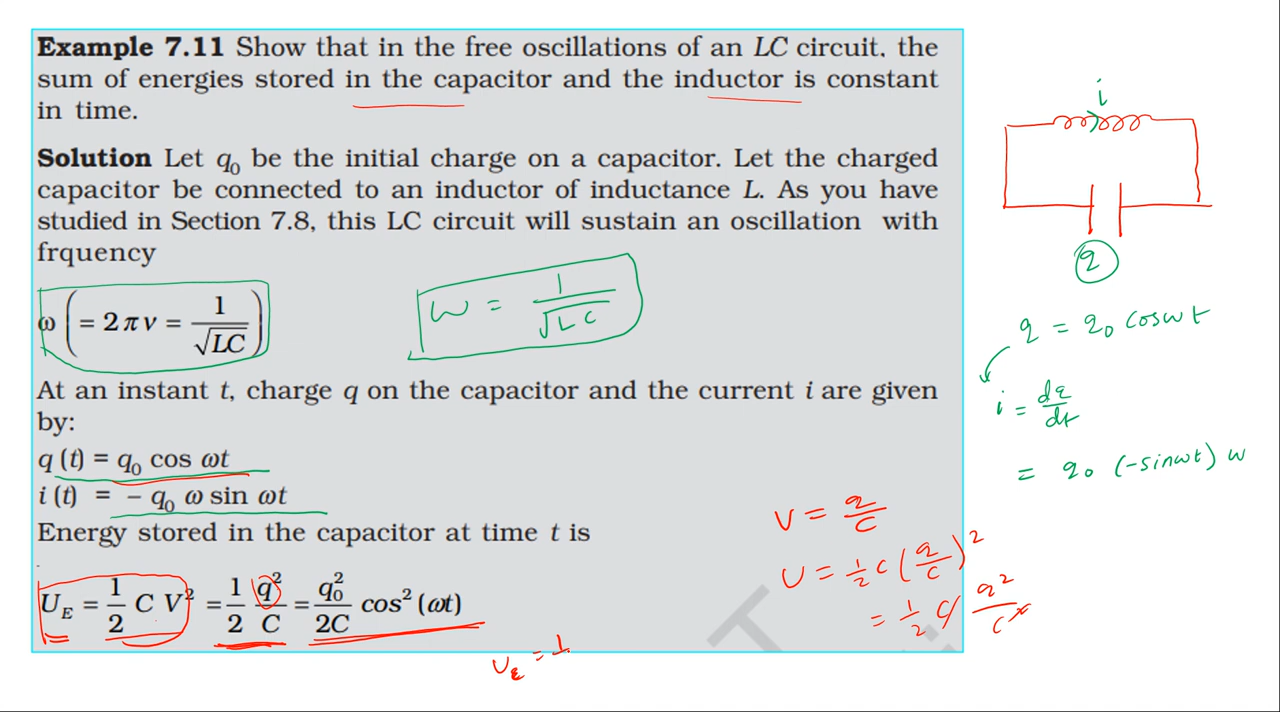 Example 7.11 Show that in the free oscillations of an LC circuit, the
sum of energies stored in the capacitor and the inductor is constant
in time.
Solution Let q₀ be the initial charge on a capacitor. Let the charged
capacitor be connected to an inductor of inductance L. As you have
studied in Section 7.8, this LC circuit will sustain an oscillation with
frquency
ω (= 2πν = 1/√LC)
ω = 1/√LC
At an instant t, charge q on the capacitor and the current i are given
by:
q (t) = q₀ cos ωt
i (t) = − q₀ ω sin ωt
Energy stored in the capacitor at time t is
U_E = 1/2 C V² = 1/2 q²/C = q₀²/2C cos² (ωt)
U_E = 1
i
q
q = q₀ cosωt
i = dq/dt
= q₀ (-sinωt) ω
V = q/C
U = 1/2 C (q/C)²
= 1/2 C q²/C²